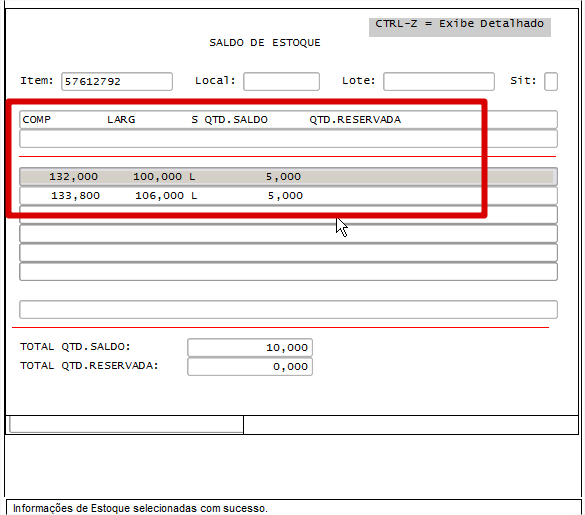 CTRL-Z = Exibe Detalhado
SALDO DE ESTOQUE
Item: 57612792 Local: Lote: Sit:
COMP LARG S QTD.SALDO QTD.RESERVADA
132,000 100,000 L 5,000
133,800 106,000 L 5,000
TOTAL QTD.SALDO: 10,000
TOTAL QTD.RESERVADA: 0,000
Informações de Estoque selecionadas com sucesso.